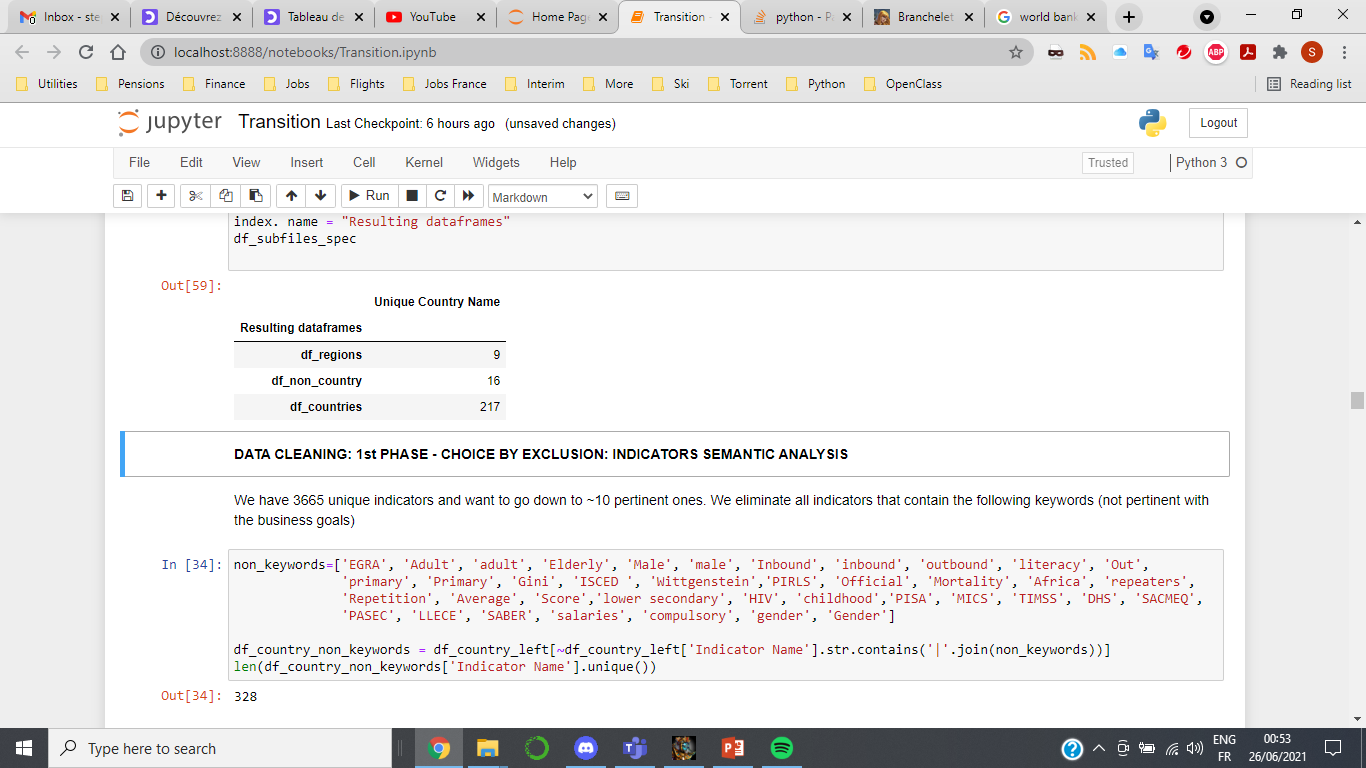 Inbox - ste
Découvrez
Tableau de
YouTube
Home Page
Transition -
python - Pa
Branchelet
world bank
localhost:8888/notebooks/Transition.ipynb
ABP
S
Utilities
Pensions
Finance
Jobs
Flights
Jobs France
Interim
More
Ski
Torrent
Python
OpenClass
Reading list
jupyter Transition Last Checkpoint: 6 hours ago (unsaved changes)
Logout
File Edit View Insert Cell Kernel Widgets Help
Trusted
Python 3
Run
Markdown
index. name = "Resulting dataframes"
df_subfiles_spec
Out[59]:
Unique Country Name
Resulting dataframes
df_regions 9
df_non_country 16
df_countries 217
DATA CLEANING: 1st PHASE - CHOICE BY EXCLUSION: INDICATORS SEMANTIC ANALYSIS
We have 3665 unique indicators and want to go down to ~10 pertinent ones. We eliminate all indicators that contain the following keywords (not pertinent with
the business goals)
In [34]: non_keywords=['EGRA', 'Adult', 'adult', 'Elderly', 'Male', 'male', 'Inbound', 'inbound', 'outbound', 'literacy', 'Out',
'primary', 'Primary', 'Gini', 'ISCED ', 'Wittgenstein','PIRLS', 'Official', 'Mortality', 'Africa', 'repeaters',
'Repetition', 'Average', 'Score','lower secondary', 'HIV', 'childhood','PISA', 'MICS', 'TIMSS', 'DHS', 'SACMEQ',
'PASEC', 'LLECE', 'SABER', 'salaries', 'compulsory', 'gender', 'Gender']
df_country_non_keywords = df_country_left[~df_country_left['Indicator Name'].str.contains('|'.join(non_keywords))]
len(df_country_non_keywords['Indicator Name'].unique())
Out[34]: 328
Type here to search
ENG
FR
00:53
26/06/2021